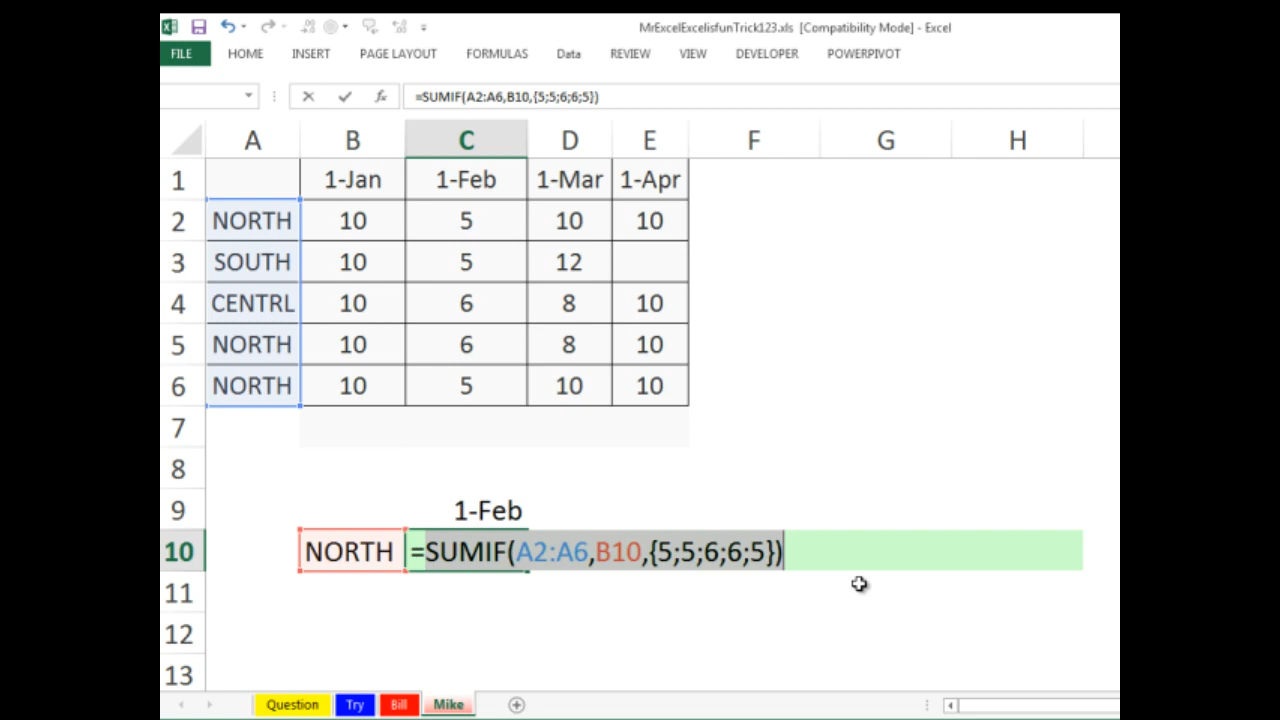 MrExcelExcelisfunTrick123.xls [Compatibility Mode] - Excel
FILE HOME INSERT PAGE LAYOUT FORMULAS Data REVIEW VIEW DEVELOPER POWERPIVOT
fx =SUMIF(A2:A6,B10,{5;5;6;6;5})
A B C D E F G H
1 1-Jan 1-Feb 1-Mar 1-Apr
2 NORTH 10 5 10 10
3 SOUTH 10 5 12
4 CENTRL 10 6 8 10
5 NORTH 10 6 8 10
6 NORTH 10 5 10 10
7
8
9 1-Feb
10 NORTH =SUMIF(A2:A6,B10,{5;5;6;6;5})
11
12
13
Question Try Bill Mike